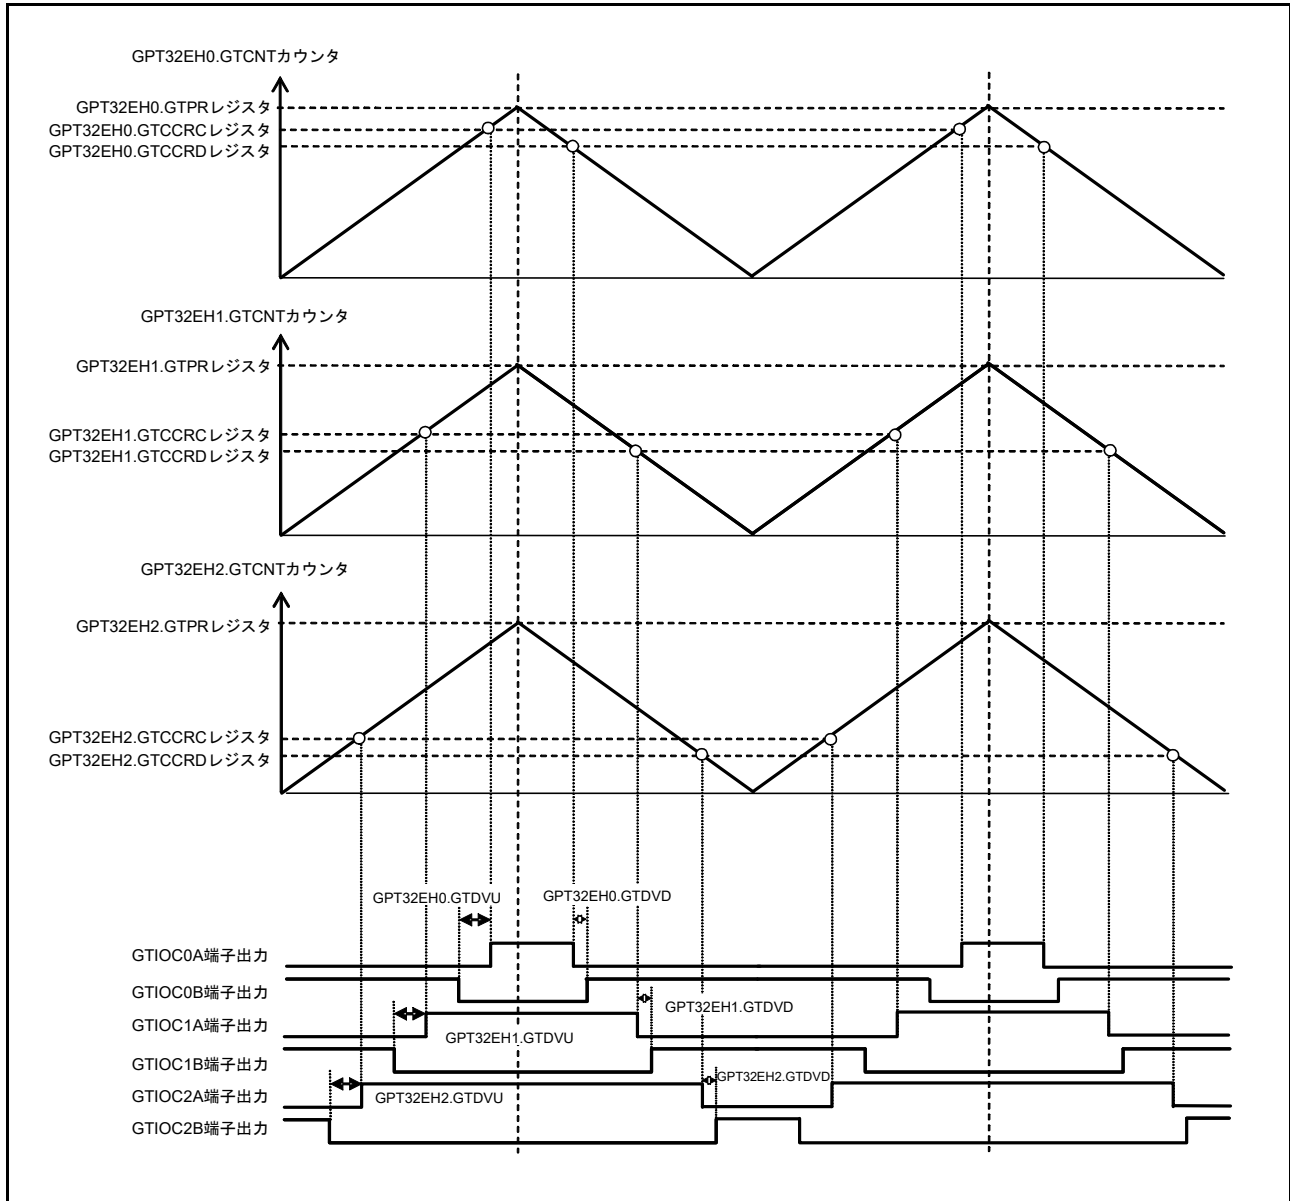 GPT32EH0.GTCNTカウンタ
GPT32EH0.GTPRレジスタ
GPT32EH0.GTCCRCレジスタ
GPT32EH0.GTCCRDレジスタ
GPT32EH1.GTCNTカウンタ
GPT32EH1.GTPRレジスタ
GPT32EH1.GTCCRCレジスタ
GPT32EH1.GTCCRDレジスタ
GPT32EH2.GTCNTカウンタ
GPT32EH2.GTPRレジスタ
GPT32EH2.GTCCRCレジスタ
GPT32EH2.GTCCRDレジスタ
GPT32EH0.GTDVU
GPT32EH0.GTDVD
GTIOC0A端子出力
GTIOC0B端子出力
GPT32EH1.GTDVD
GTIOC1A端子出力
GPT32EH1.GTDVU
GTIOC1B端子出力
GPT32EH2.GTDVD
GTIOC2A端子出力
GPT32EH2.GTDVU
GTIOC2B端子出力